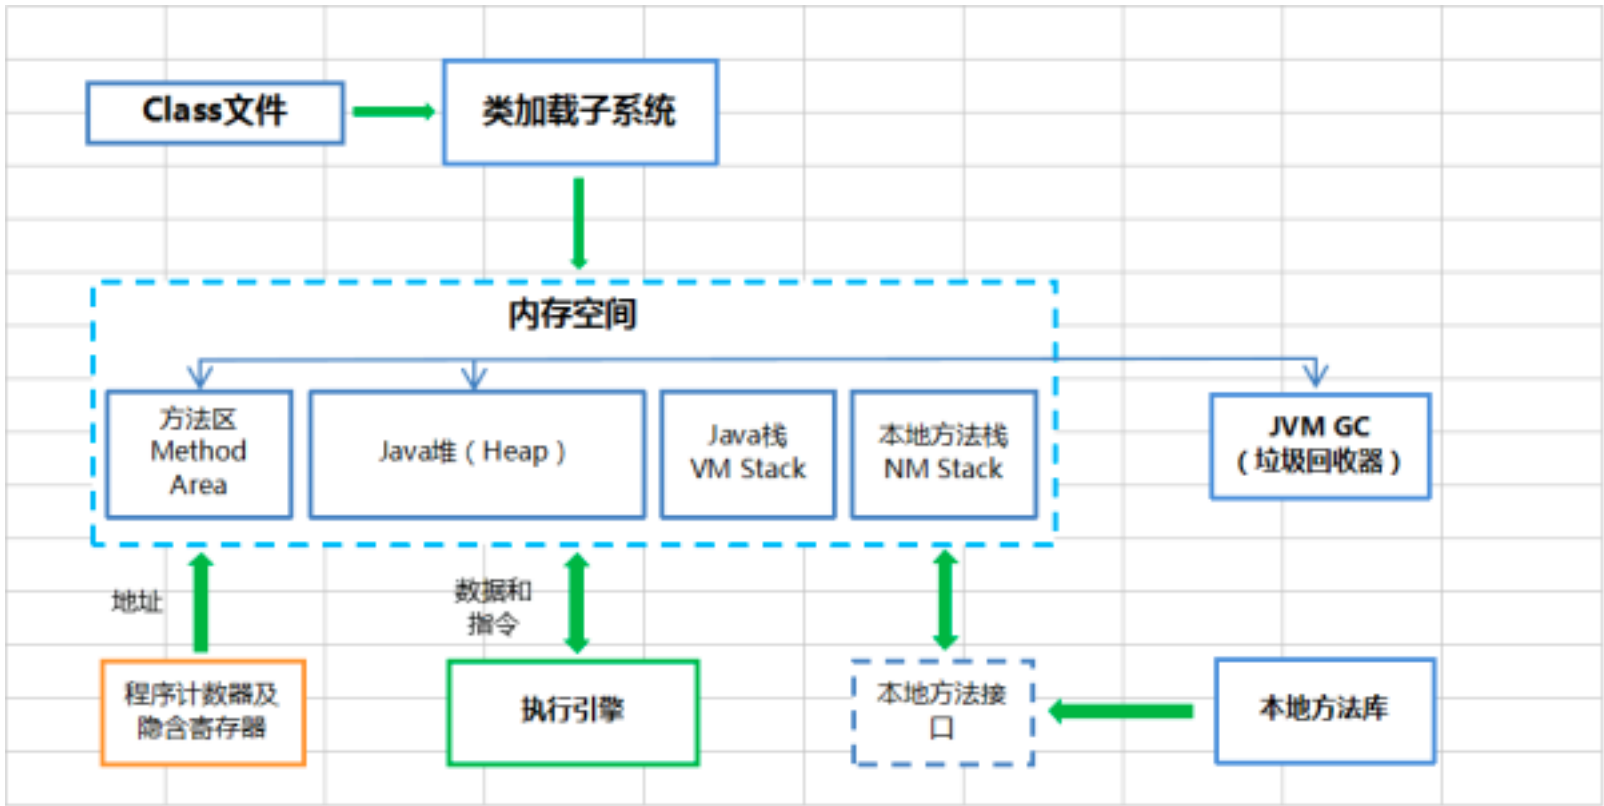 Class文件
类加载子系统
内存空间
方法区
Method
Area
Java堆（Heap）
Java栈
VM Stack
本地方法栈
NM Stack
JVM GC
（垃圾回收器）
地址
数据和
指令
程序计数器及
隐含寄存器
执行引擎
本地方法接
口
本地方法库